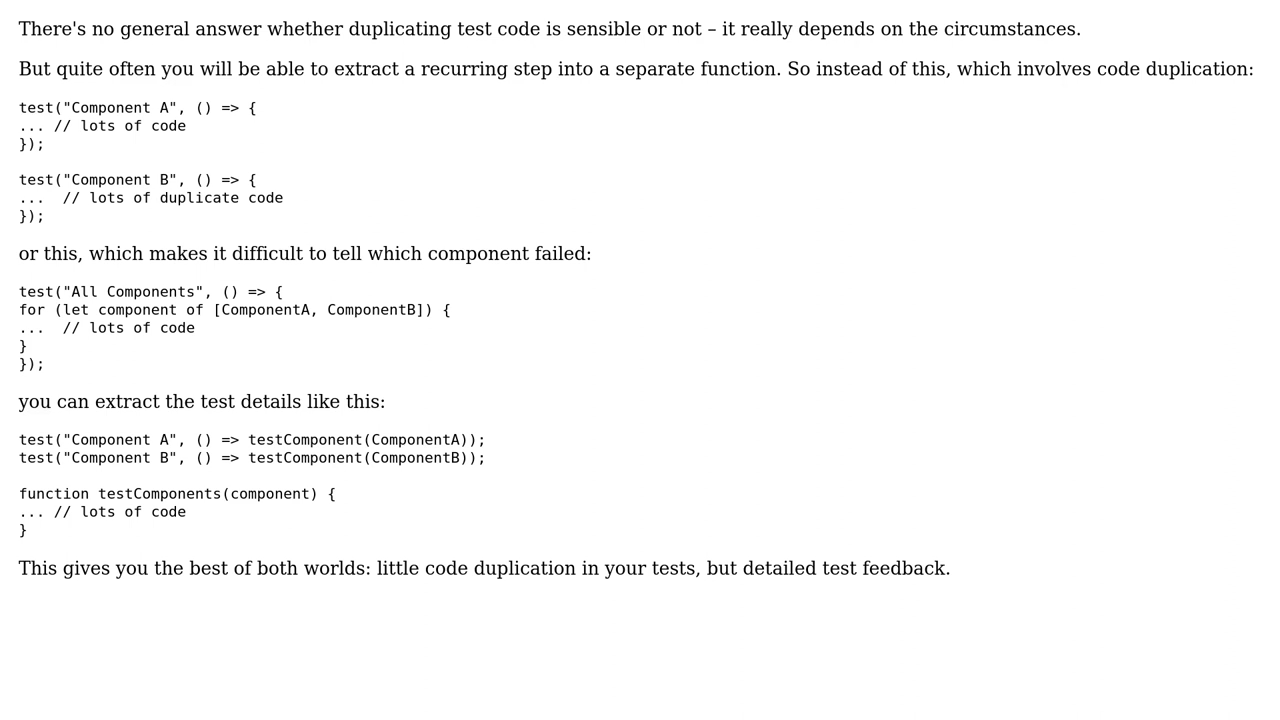 There's no general answer whether duplicating test code is sensible or not – it really depends on the circumstances.
But quite often you will be able to extract a recurring step into a separate function. So instead of this, which involves code duplication:
test("Component A", () => {
... // lots of code
});
test("Component B", () => {
...  // lots of duplicate code
});
or this, which makes it difficult to tell which component failed:
test("All Components", () => {
for (let component of [ComponentA, ComponentB]) {
...  // lots of code
}
});
you can extract the test details like this:
test("Component A", () => testComponent(ComponentA));
test("Component B", () => testComponent(ComponentB));
function testComponents(component) {
... // lots of code
}
This gives you the best of both worlds: little code duplication in your tests, but detailed test feedback.